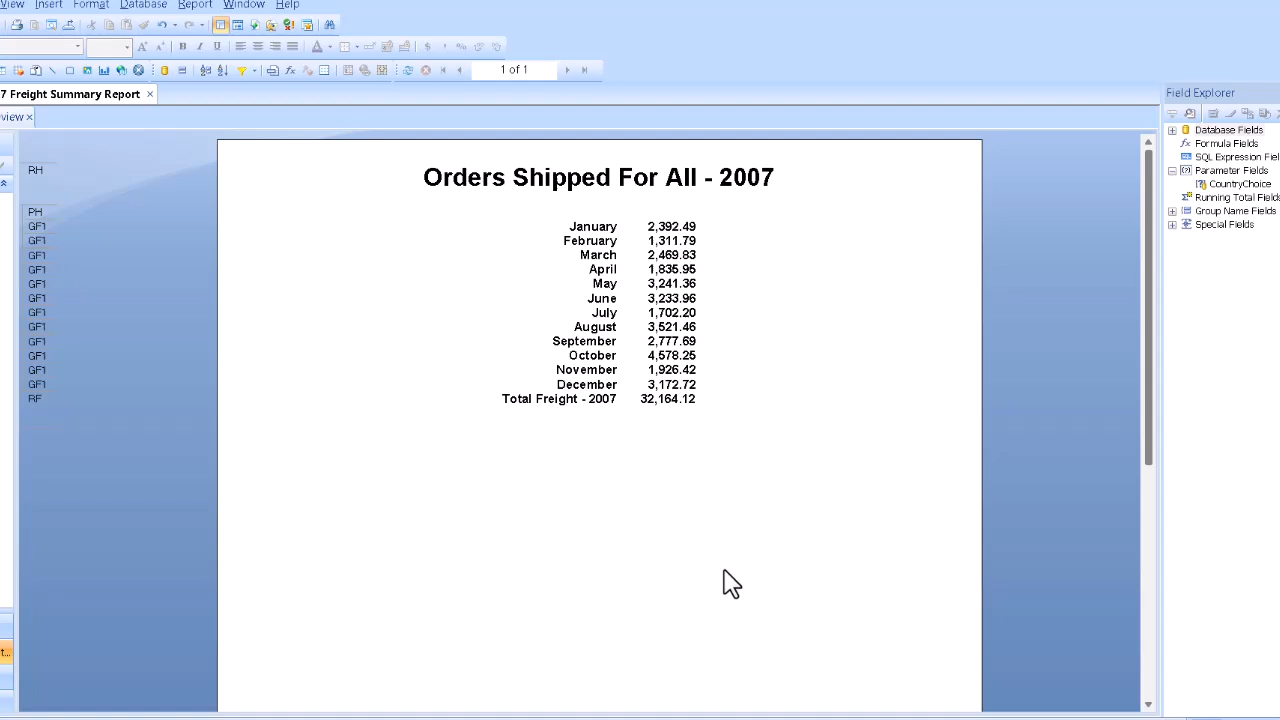 View Insert Format Database Report Window Help
1 of 1
7 Freight Summary Report
view
Field Explorer
Database Fields
Formula Fields
SQL Expression Fiel
Parameter Fields
CountryChoice
Running Total Fields
Group Name Fields
Special Fields
RH
Orders Shipped For All - 2007
PH
GF1 January 2,392.49
GF1 February 1,311.79
GF1 March 2,469.83
GF1 April 1,835.95
GF1 May 3,241.36
GF1 June 3,233.96
GF1 July 1,702.20
GF1 August 3,521.46
GF1 September 2,777.69
GF1 October 4,578.25
GF1 November 1,926.42
GF1 December 3,172.72
RF Total Freight - 2007 32,164.12
t...